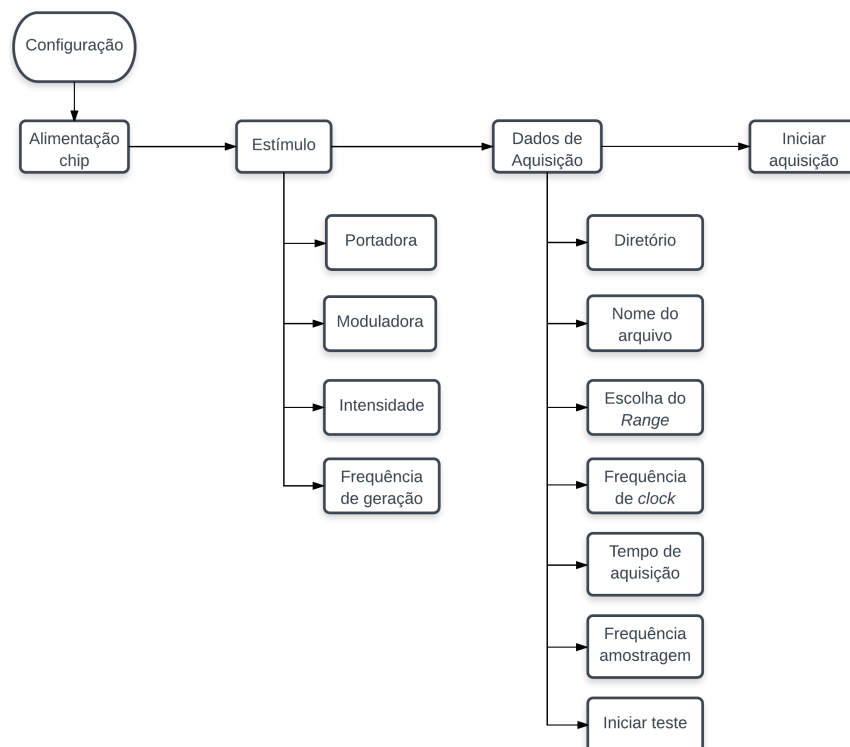 Configuração
Alimentação
chip
Estímulo
Dados de
Aquisição
Iniciar
aquisição
Portadora
Moduladora
Intensidade
Frequência
de geração
Diretório
Nome do
arquivo
Escolha do
Range
Frequência
de clock
Tempo de
aquisição
Frequência
amostragem
Iniciar teste